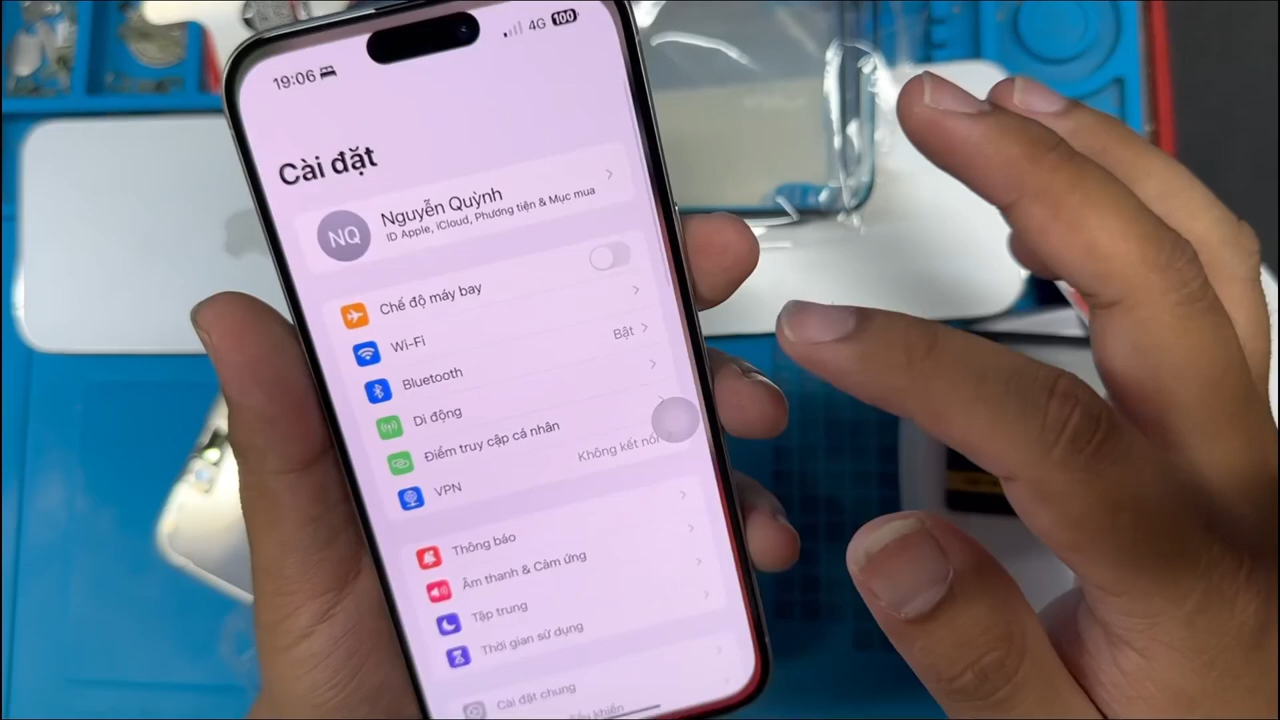 19:06
4G 100
Cài đặt
NQ
Nguyễn Quỳnh
ID Apple, iCloud, Phương tiện & Mục mua
Chế độ máy bay
Wi-Fi
Bluetooth
Bật
Di động
Điểm truy cập cá nhân
VPN
Không kết nối
Thông báo
Âm thanh & Cảm ứng
Tập trung
Thời gian sử dụng
Cài đặt chung
khiển